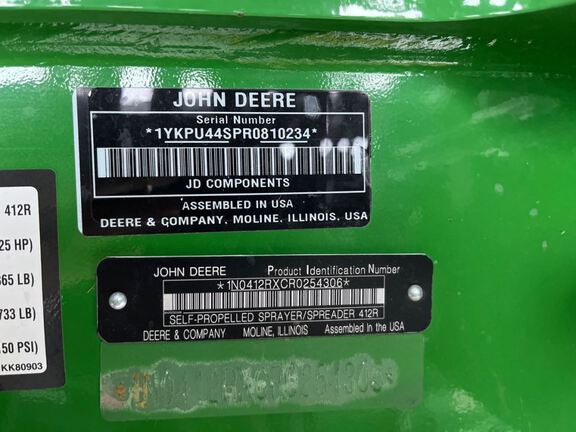 JOHN DEERE
Serial Number
*1YKPU44SPR0810234*
JD COMPONENTS
ASSEMBLED IN USA
DEERE & COMPANY, MOLINE, ILLINOIS, USA
412R
25 HP)
865 LB)
733 LB)
.50 PSI)
KK80903
JOHN DEERE Product Identification Number
*1N0412RXCR0254306*
SELF-PROPELLED SPRAYER/SPREADER 412R
DEERE & COMPANY MOLINE, ILLINOIS Assembled in the USA